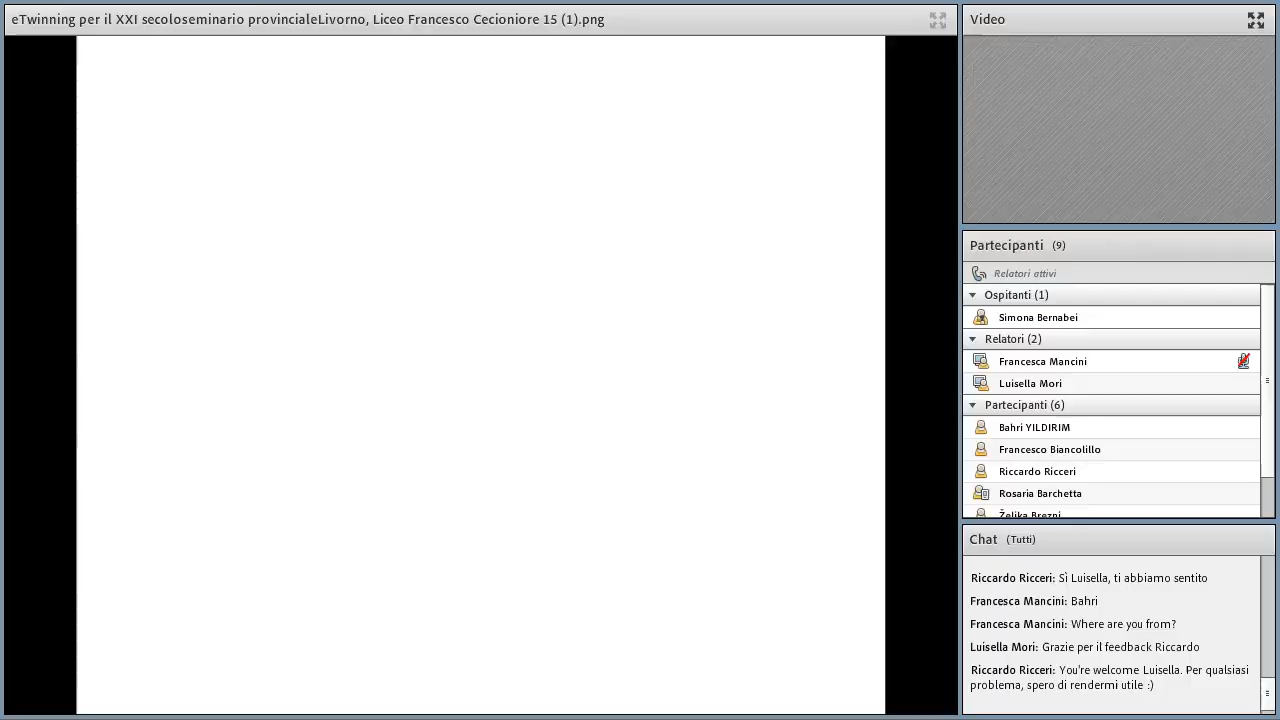 eTwinning per il XXI secoloseminario provincialeLivorno, Liceo Francesco Cecioniore 15 (1).png
Video
Partecipanti (9)
Relatori attivi
Ospitanti (1)
Simona Bernabei
Relatori (2)
Francesca Mancini
Luisella Mori
Partecipanti (6)
Bahri YILDIRIM
Francesco Biancolillo
Riccardo Ricceri
Rosaria Barchetta
Chat (Tutti)
Riccardo Ricceri: Sì Luisella, ti abbiamo sentito
Francesca Mancini: Bahri
Francesca Mancini: Where are you from?
Luisella Mori: Grazie per il feedback Riccardo
Riccardo Ricceri: You're welcome Luisella. Per qualsiasi
problema, spero di rendermi utile :)